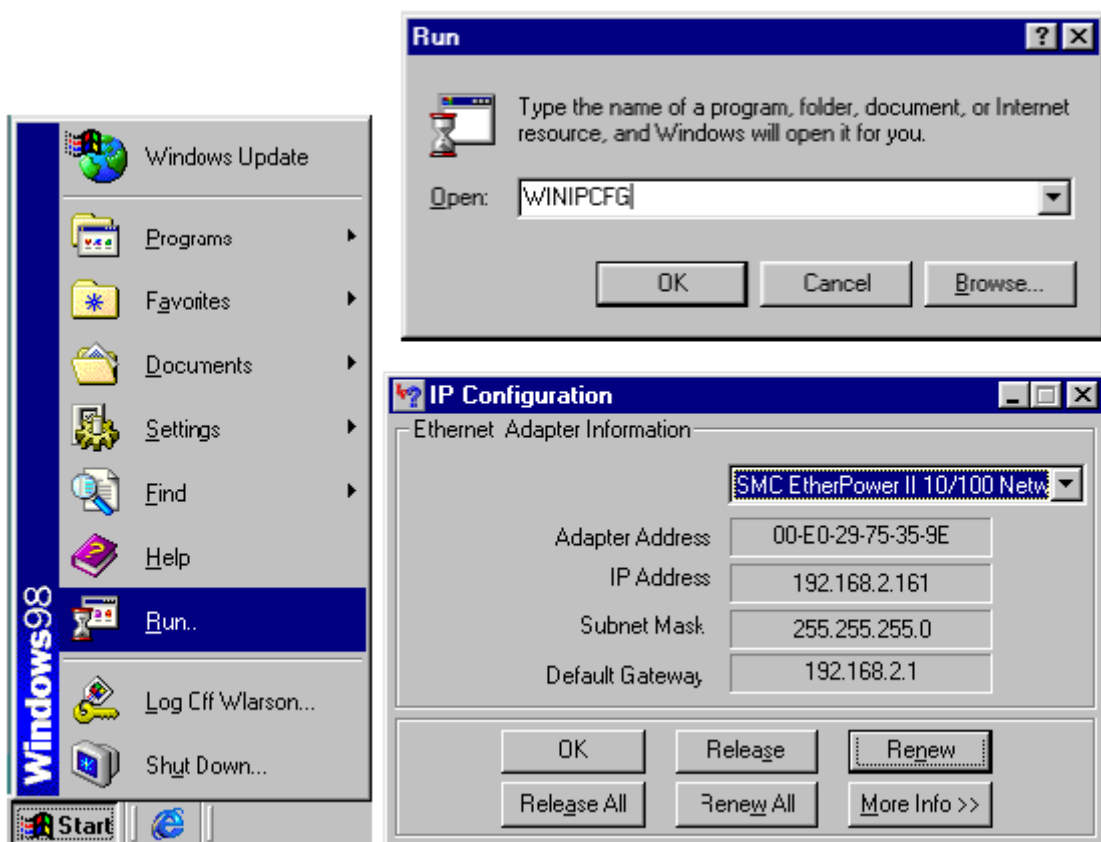 Windows98
Windows Update
Programs
Favorites
Documents
Settings
Find
Help
Run..
Log Cff Wlarson...
Shut Down...
Start
Run
Type the name of a program, folder, document, or Internet
resource, and Windows will open it for you.
Open:
WINIPCFG
OK
Cancel
Browse...
IP Configuration
Ethernet Adapter Information
SMC EtherPower II 10/100 Netw
Adapter Address
00-E0-29-75-35-9E
IP Address
192.168.2.161
Subnet Mask
255.255.255.0
Default Gateway
192.168.2.1
OK
Release
Renew
Release All
Renew All
More Info >>